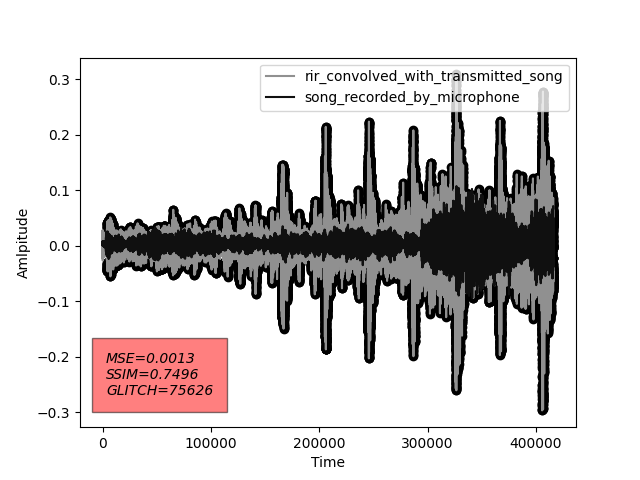 rir_convolved_with_transmitted_song
song_recorded_by_microphone
0.3
0.2
0.1
0.0
−0.1
−0.2
−0.3
Amlpitude
MSE=0.0013
SSIM=0.7496
GLITCH=75626
0 100000 200000 300000 400000
Time